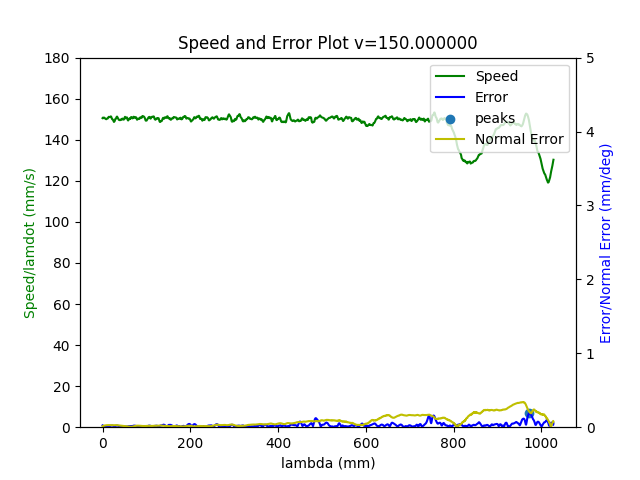 Speed and Error Plot v=150.000000
180
160
140
120
100
80
60
40
20
0
Speed/lamdot (mm/s)
0
200
400
600
800
1000
lambda (mm)
5
4
3
2
1
0
Error/Normal Error (mm/deg)
Speed
Error
peaks
Normal Error